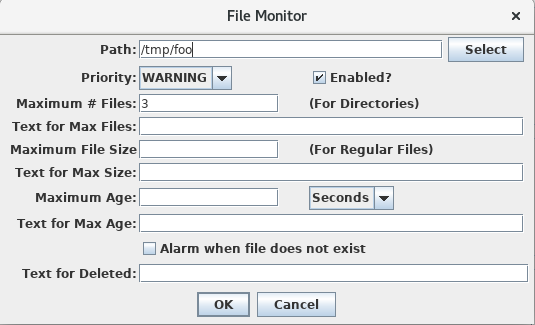 File Monitor
Path: /tmp/foo Select
Priority: WARNING Enabled?
Maximum # Files: 3 (For Directories)
Text for Max Files:
Maximum File Size (For Regular Files)
Text for Max Size:
Maximum Age: Seconds
Text for Max Age:
Alarm when file does not exist
Text for Deleted:
OK Cancel